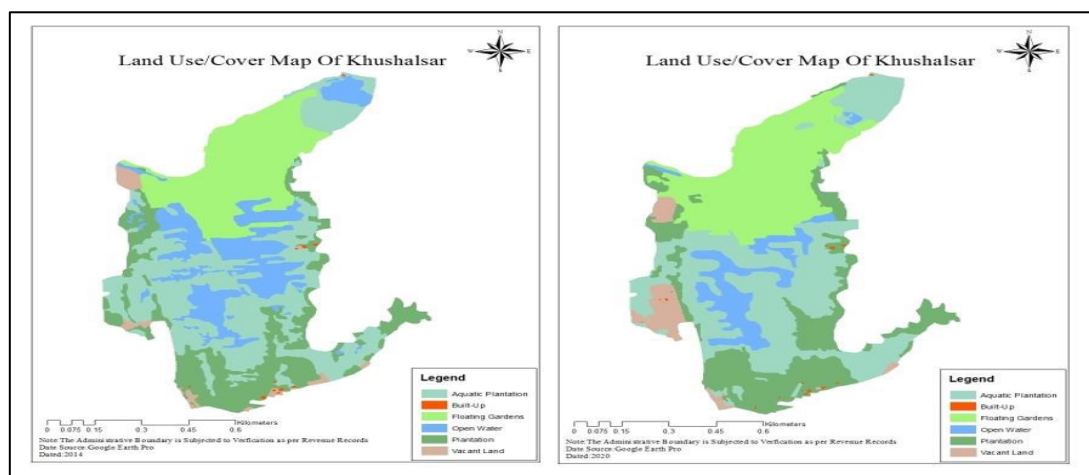 N
W E
S
Land Use/Cover Map Of Khushalsar
Legend
Aquatic Plantation
Built-Up
Floating Gardens
Open Water
Plantation
Vacant Land
Kilometers
0 0.075 0.15 0.3 0.45 0.6
Note:The Administrative Boundary is Subjected to Verfication as per Revenue Records
Date Source:Google Earth Pro
Dated:2014
N
W E
S
Land Use/Cover Map Of Khushalsar
Legend
Aquatic Plantation
Built-Up
Floating Gardens
Open Water
Plantation
Vacant Land
Kilometers
0 0.075 0.15 0.3 0.45 0.6
Note:The Administrative Boundary is Subjected to Verfication as per Revenue Records
Date Source:Google Earth Pro
Dated:2020